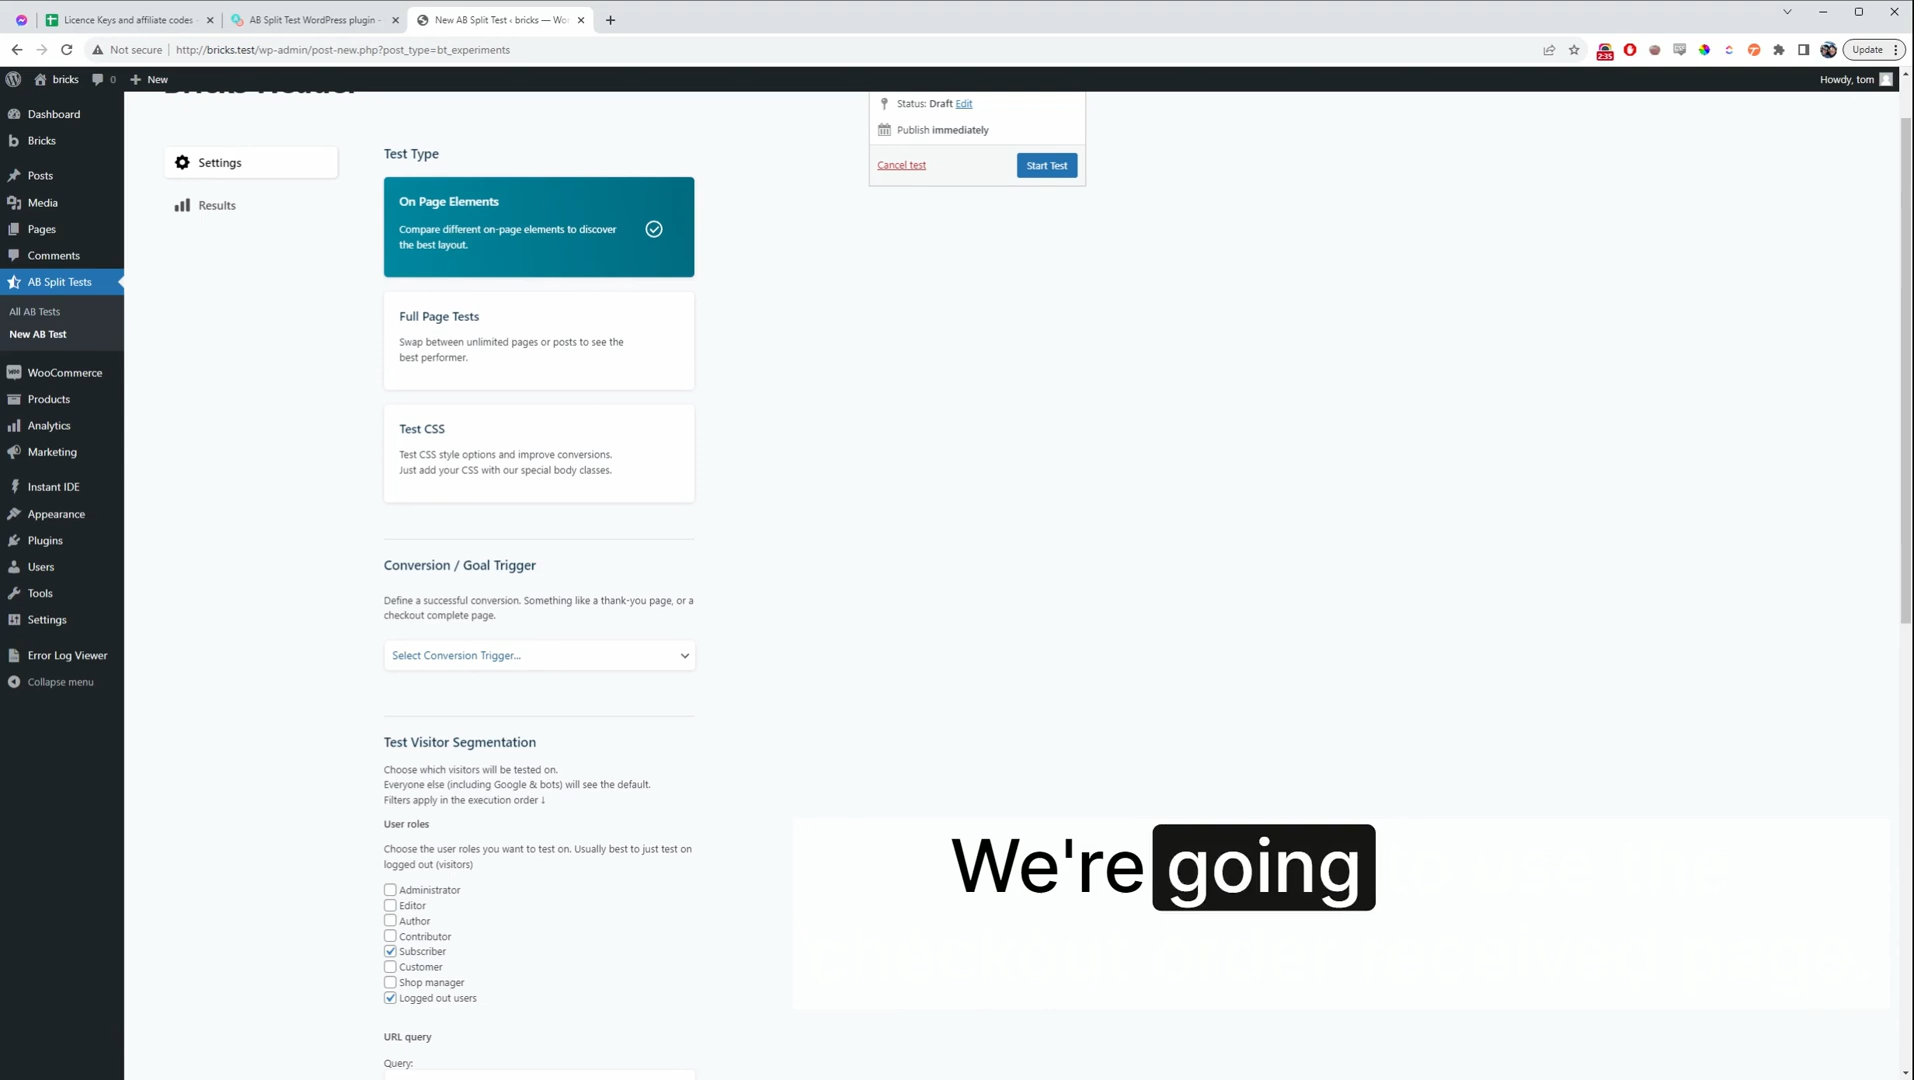 Licence Keys and affiliate codes -
AB Split Test WordPress plugin -
New AB Split Test ‹ bricks — Wor
Not secure
http://bricks.test/wp-admin/post-new.php?post_type=bt_experiments
2:35
Update
bricks
0
New
Howdy, tom
Bricks Header
Dashboard
Bricks
Posts
Media
Pages
Comments
AB Split Tests
All AB Tests
New AB Test
WooCommerce
Products
Analytics
Marketing
Instant IDE
Appearance
Plugins
Users
Tools
Settings
Error Log Viewer
Collapse menu
Settings
Results
Test Type
On Page Elements
Compare different on-page elements to discover
the best layout.
Full Page Tests
Swap between unlimited pages or posts to see the
best performer.
Test CSS
Test CSS style options and improve conversions.
Just add your CSS with our special body classes.
Status: Draft Edit
Publish immediately
Cancel test
Start Test
Conversion / Goal Trigger
Define a successful conversion. Something like a thank-you page, or a
checkout complete page.
Select Conversion Trigger...
Test Visitor Segmentation
Choose which visitors will be tested on.
Everyone else (including Google & bots) will see the default.
Filters apply in the execution order ↓
User roles
Choose the user roles you want to test on. Usually best to just test on
logged out (visitors)
Administrator
Editor
Author
Contributor
Subscriber
Customer
Shop manager
Logged out users
URL query
Query:
We're going